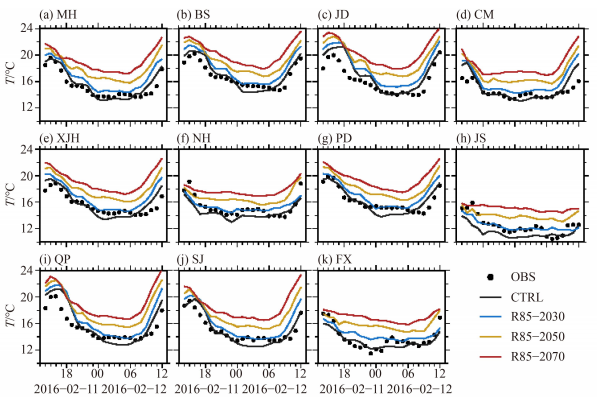 (a) MH (b) BS (c) JD (d) CM
24
20
16
12
T/°C
(e) XJH (f) NH (g) PD (h) JS
24
20
16
12
T/°C
(i) QP (j) SJ (k) FX
24
20
16
12
T/°C
OBS
CTRL
R85−2030
R85−2050
R85−2070
18 00 06 12 18 00 06 12 18 00 06 12
2016−02−11 2016−02−12 2016−02−11 2016−02−12 2016−02−11 2016−02−12